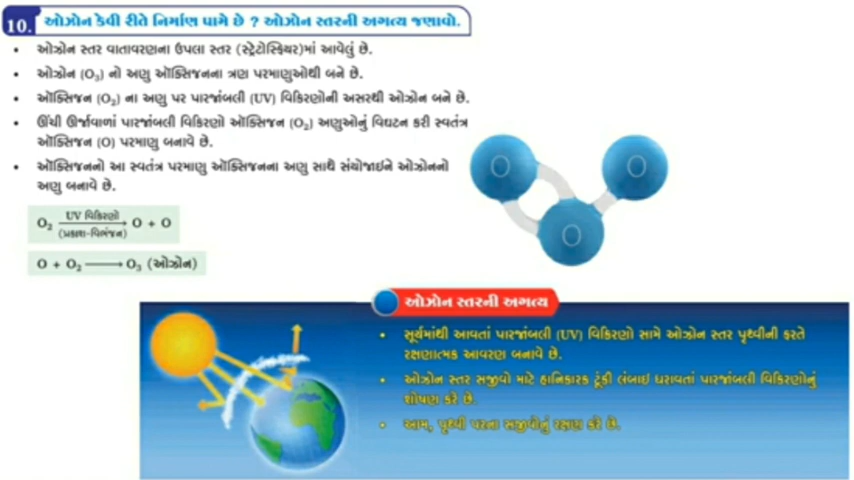 10. ઓઝોન કેવી રીતે નિર્માણ પામે છે ? ઓઝોન સ્તરની અગત્ય જણાવો.
• ઓઝોન સ્તર વાતાવરણના ઉપલા સ્તર (સ્ટ્રેટોસ્ફિયર)માં આવેલું છે.
• ઓઝોન (O₃) નો અણુ ઑક્સિજનના ત્રણ પરમાણુઓથી બને છે.
• ઑક્સિજન (O₂) ના અણુ પર પારજાંબલી (UV) વિકિરણોની અસરથી ઓઝોન બને છે.
• ઊંચી ઊર્જાવાળાં પારજાંબલી વિકિરણો ઑક્સિજન (O₂) અણુઓનું વિઘટન કરી સ્વતંત્ર
ઑક્સિજન (O) પરમાણુ બનાવે છે.
• ઑક્સિજનનો આ સ્વતંત્ર પરમાણુ ઑક્સિજનના અણુ સાથે સંયોજાઈને ઓઝોનનો
અણુ બનાવે છે.
O O
O
O₂ UV વિકિરણો (પ્રકાશ-વિભંજન) → O + O
O + O₂ ⟶ O₃ (ઓઝોન)
ઓઝોન સ્તરની અગત્ય
• સૂર્યમાંથી આવતાં પારજાંબલી (UV) વિકિરણો સામે ઓઝોન સ્તર પૃથ્વીની ફરતે
રક્ષણાત્મક આવરણ બનાવે છે.
• ઓઝોન સ્તર સજીવો માટે હાનિકારક ટૂંકી લંબાઈ ધરાવતાં પારજાંબલી વિકિરણોનું
શોષણ કરે છે.
• આમ, પૃથ્વી પરના સજીવોનું રક્ષણ કરે છે.